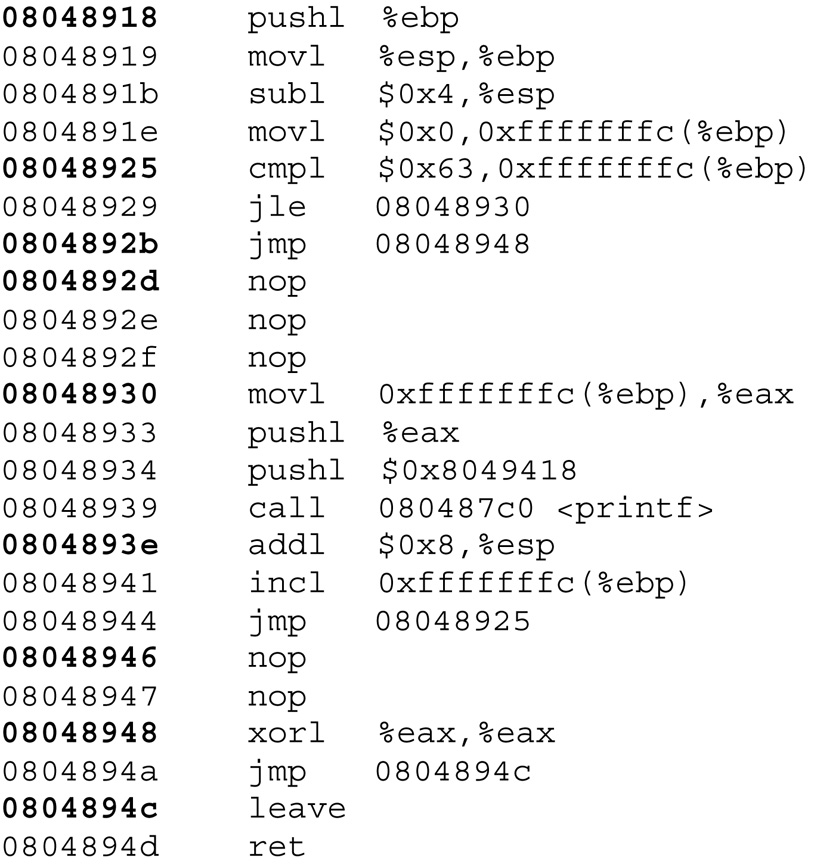 08048918 pushl %ebp
08048919 movl %esp,%ebp
0804891b subl $0x4,%esp
0804891e movl $0x0,0xfffffffc(%ebp)
08048925 cmpl $0x63,0xfffffffc(%ebp)
08048929 jle 08048930
0804892b jmp 08048948
0804892d nop
0804892e nop
0804892f nop
08048930 movl 0xfffffffc(%ebp),%eax
08048933 pushl %eax
08048934 pushl $0x8049418
08048939 call 080487c0 <printf>
0804893e addl $0x8,%esp
08048941 incl 0xfffffffc(%ebp)
08048944 jmp 08048925
08048946 nop
08048947 nop
08048948 xorl %eax,%eax
0804894a jmp 0804894c
0804894c leave
0804894d ret